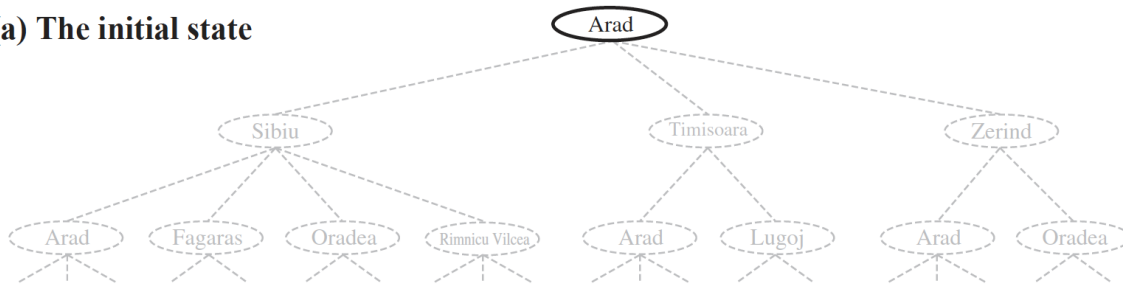 a) The initial state
Arad
Sibiu
Timisoara
Zerind
Arad
Fagaras
Oradea
Rimnicu Vilcea
Arad
Lugoj
Arad
Oradea